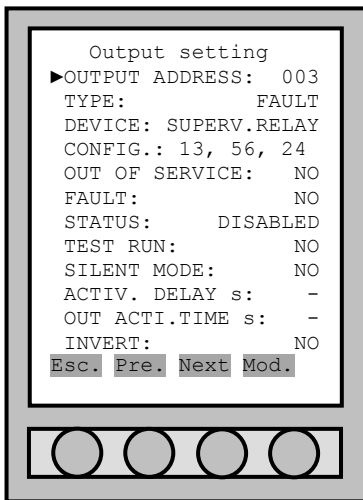 Output setting
►OUTPUT ADDRESS: 003
TYPE: FAULT
DEVICE: SUPERV.RELAY
CONFIG.: 13, 56, 24
OUT OF SERVICE: NO
FAULT: NO
STATUS: DISABLED
TEST RUN: NO
SILENT MODE: NO
ACTIV. DELAY s: -
OUT ACTI.TIME s: -
INVERT: NO
Esc. Pre. Next Mod.